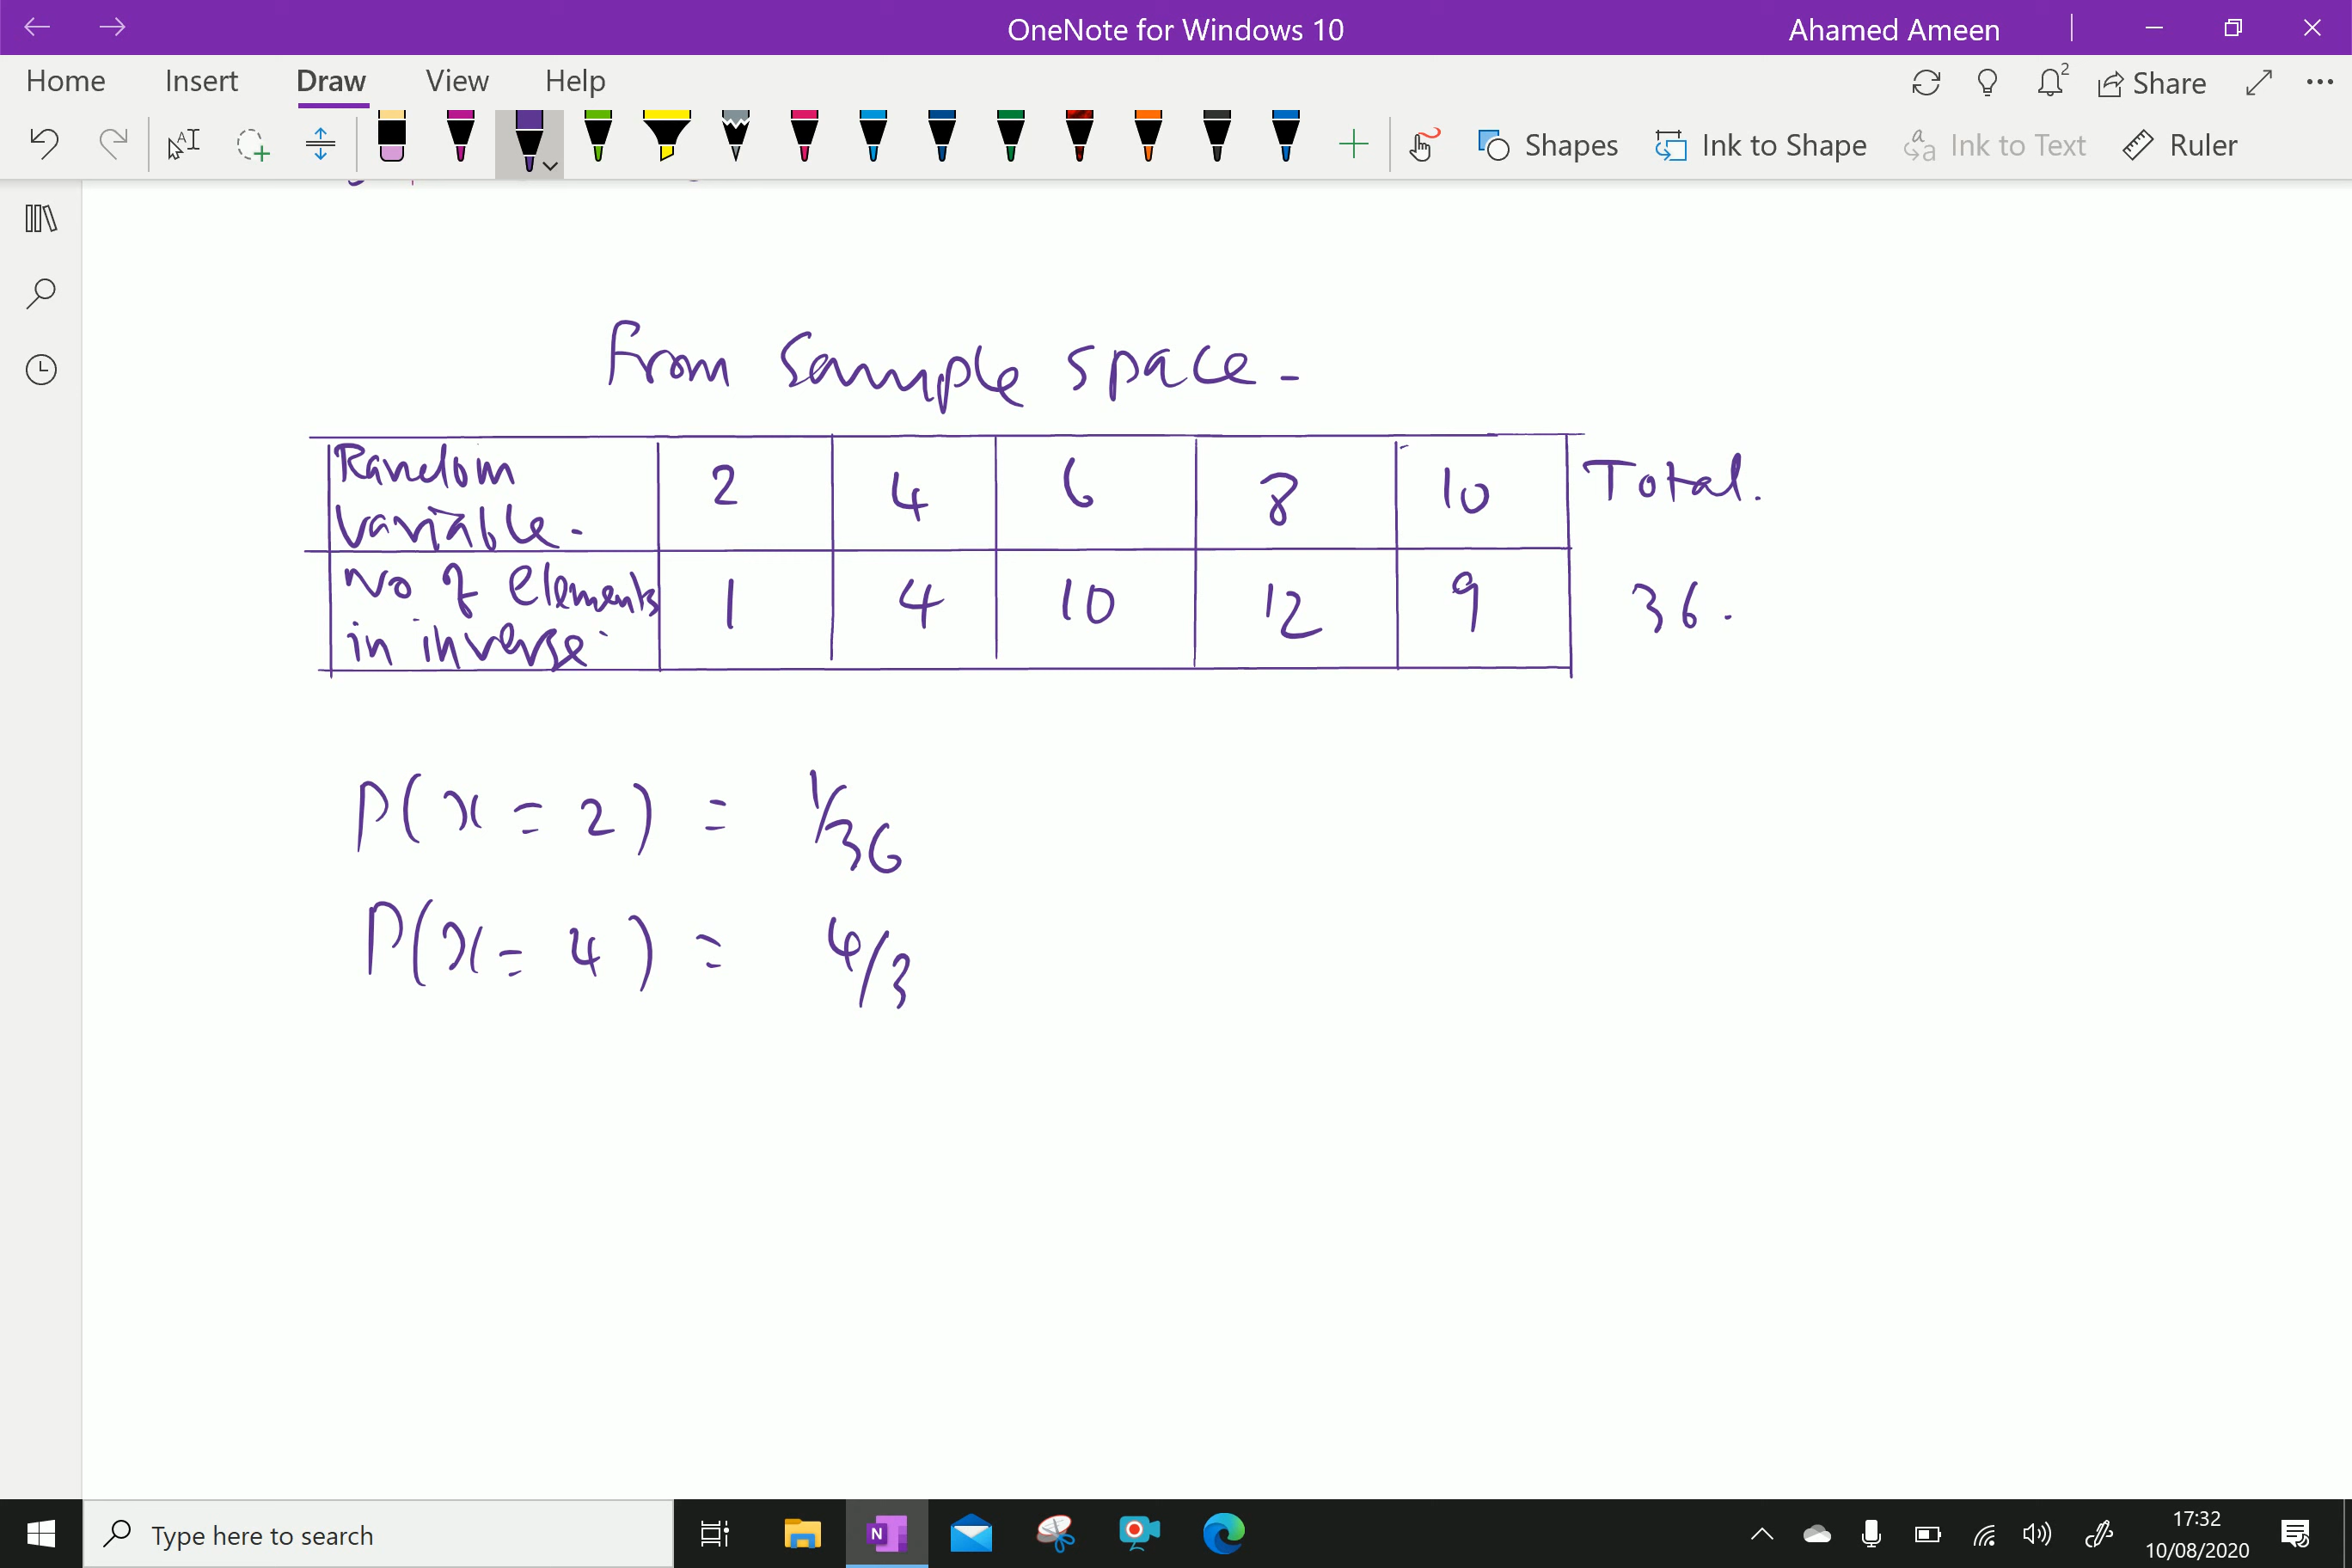 OneNote for Windows 10
Ahamed Ameen
Home Insert Draw View Help
2 Share
Shapes Ink to Shape Ink to Text Ruler
From Sample space -
Random variable - 2 4 6 8 10 Total.
No of elements in inverse 1 4 10 12 9 36.
P(x = 2) = 1/36
P(x = 4) = 4/3
Type here to search
17:32
10/08/2020